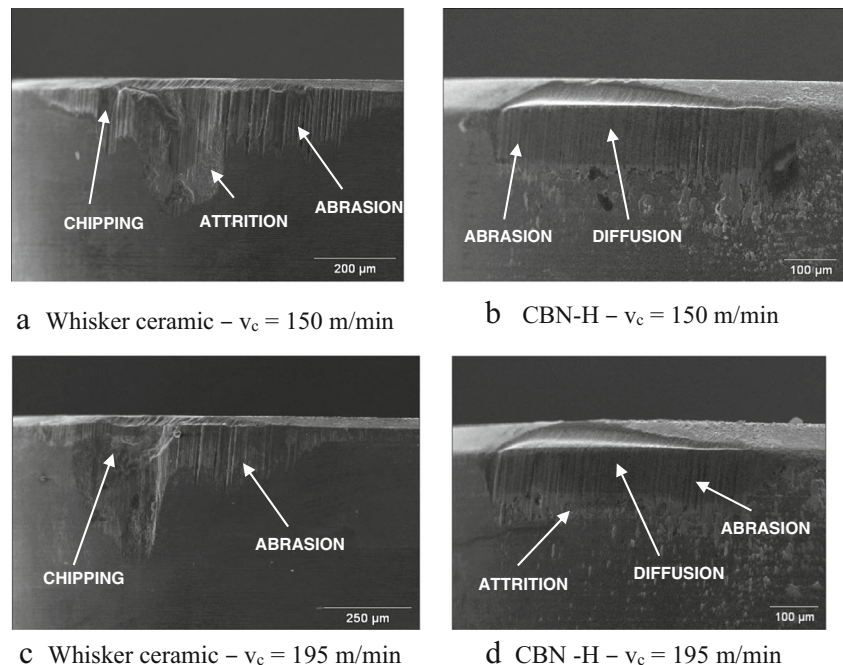 CHIPPING
ATTRITION
ABRASION
200 µm
a Whisker ceramic – vc = 150 m/min
ABRASION
DIFFUSION
100 µm
b CBN-H – vc = 150 m/min
CHIPPING
ABRASION
250 µm
c Whisker ceramic – vc = 195 m/min
ATTRITION
DIFFUSION
ABRASION
100 µm
d CBN -H – vc = 195 m/min